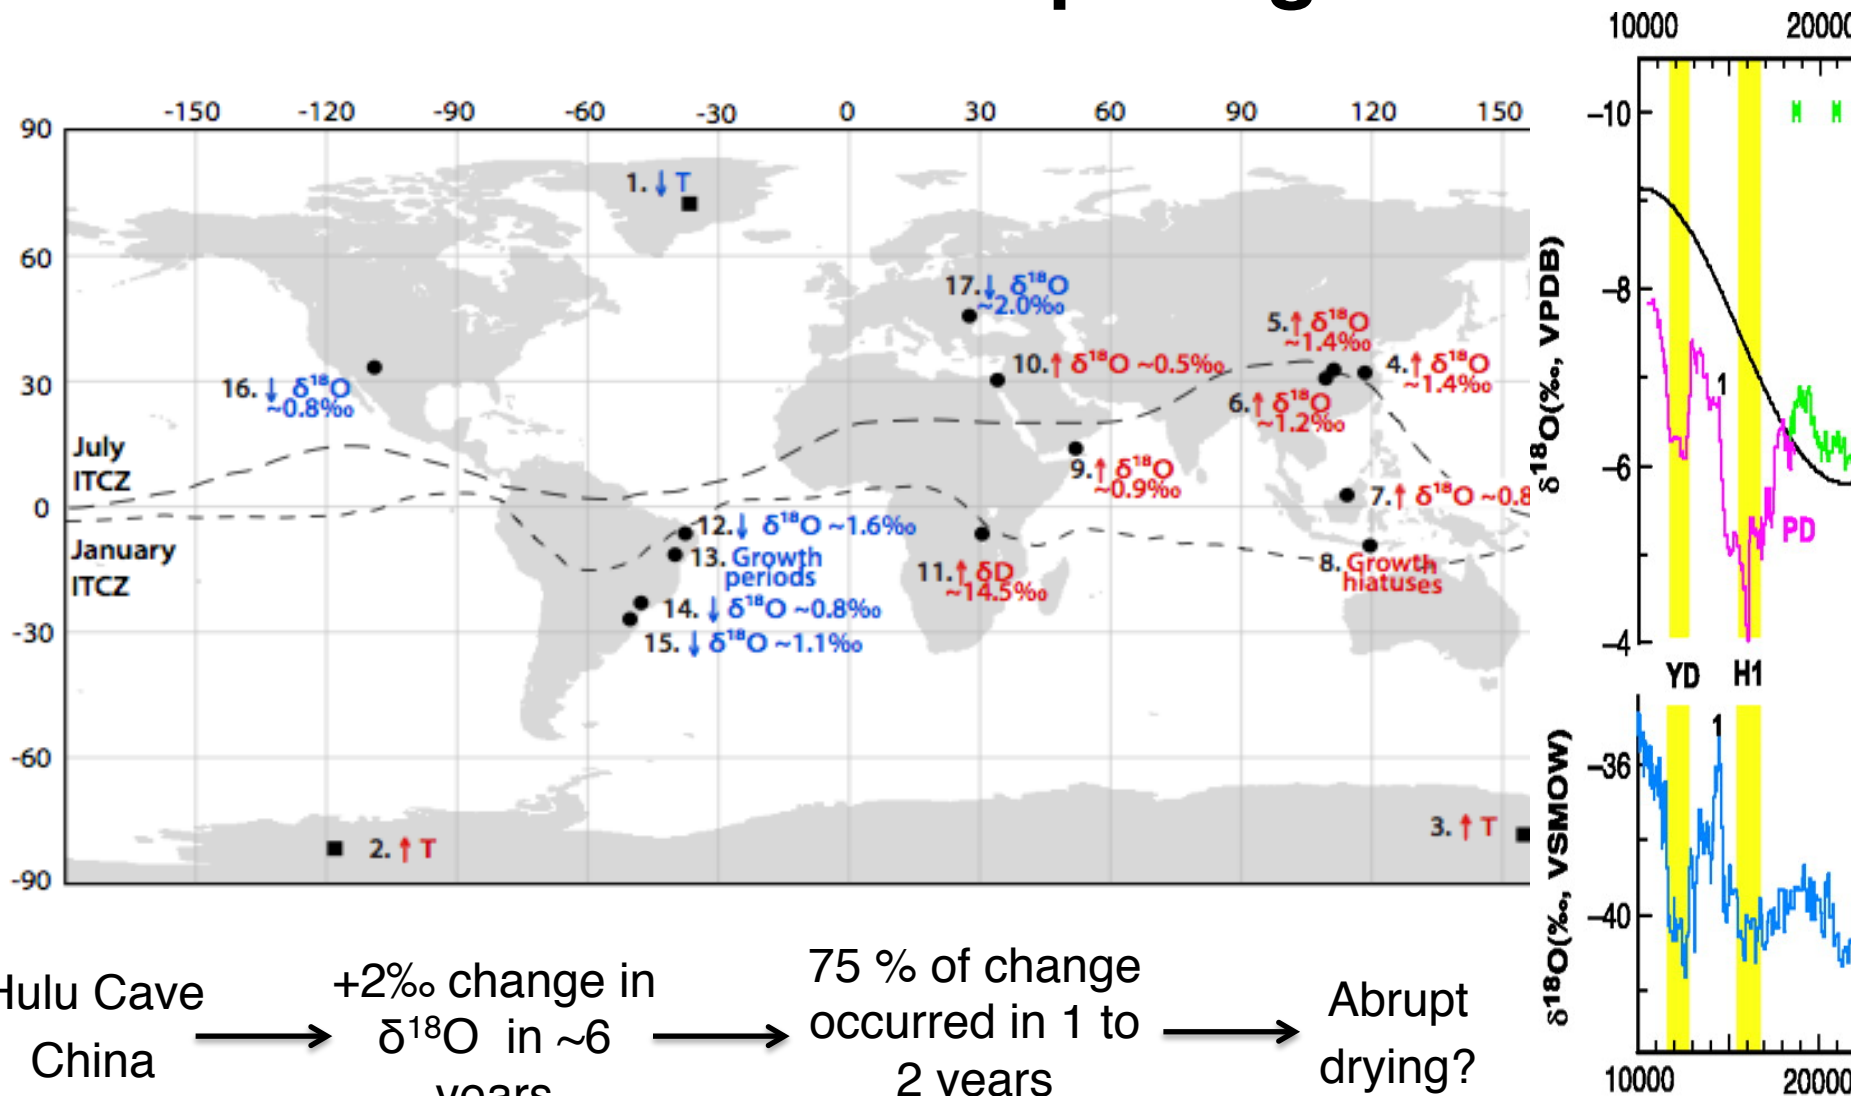 -150 -120 -90 -60 -30 0 30 60 90 120 150
90
60
30
0
-30
-60
-90
1. ↓ T
17. ↓ δ¹⁸O
~2.0‰
5. ↑ δ¹⁸O
~1.4‰
10. ↑ δ¹⁸O ~0.5‰
4. ↑ δ¹⁸O
~1.4‰
16. ↓ δ¹⁸O
~0.8‰
6. ↑ δ¹⁸O
~1.2‰
July
ITCZ
9. ↑ δ¹⁸O
~0.9‰
7. ↑ δ¹⁸O ~0.8
January
ITCZ
12. ↓ δ¹⁸O ~1.6‰
13. Growth
periods
8. Growth
hiatuses
11. ↑ δD
~14.5‰
14. ↓ δ¹⁸O ~0.8‰
15. ↓ δ¹⁸O ~1.1‰
2. ↑ T
3. ↑ T
Hulu Cave
China
+2‰ change in
δ¹⁸O in ~6
years
75 % of change
occurred in 1 to
2 years
Abrupt
drying?
10000 20000
δ¹⁸O(‰, VPDB)
–10
–8
–6
–4
1
PD
YD H1
δ¹⁸O(‰, VSMOW)
–36
–40
1
10000 20000